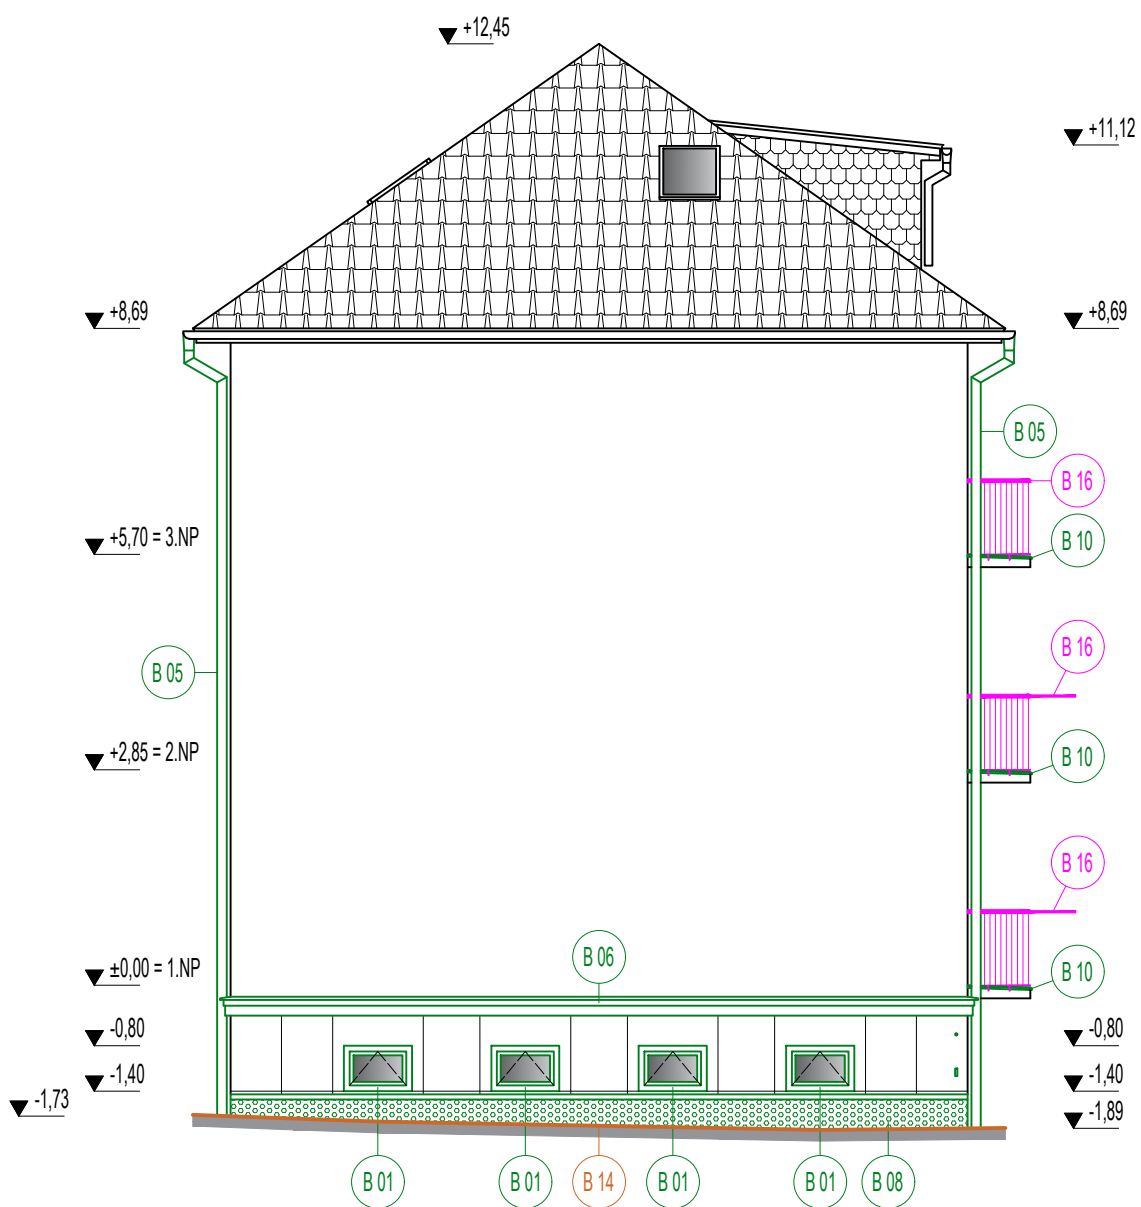 +12,45
+11,12
+8,69
+8,69
B 05
B 16
+5,70 = 3.NP
B 10
B 16
B 05
+2,85 = 2.NP
B 10
B 16
B 06
±0,00 = 1.NP
B 10
-0,80
-0,80
-1,40
-1,40
-1,73
-1,89
B 01
B 01
B 14
B 01
B 01
B 08